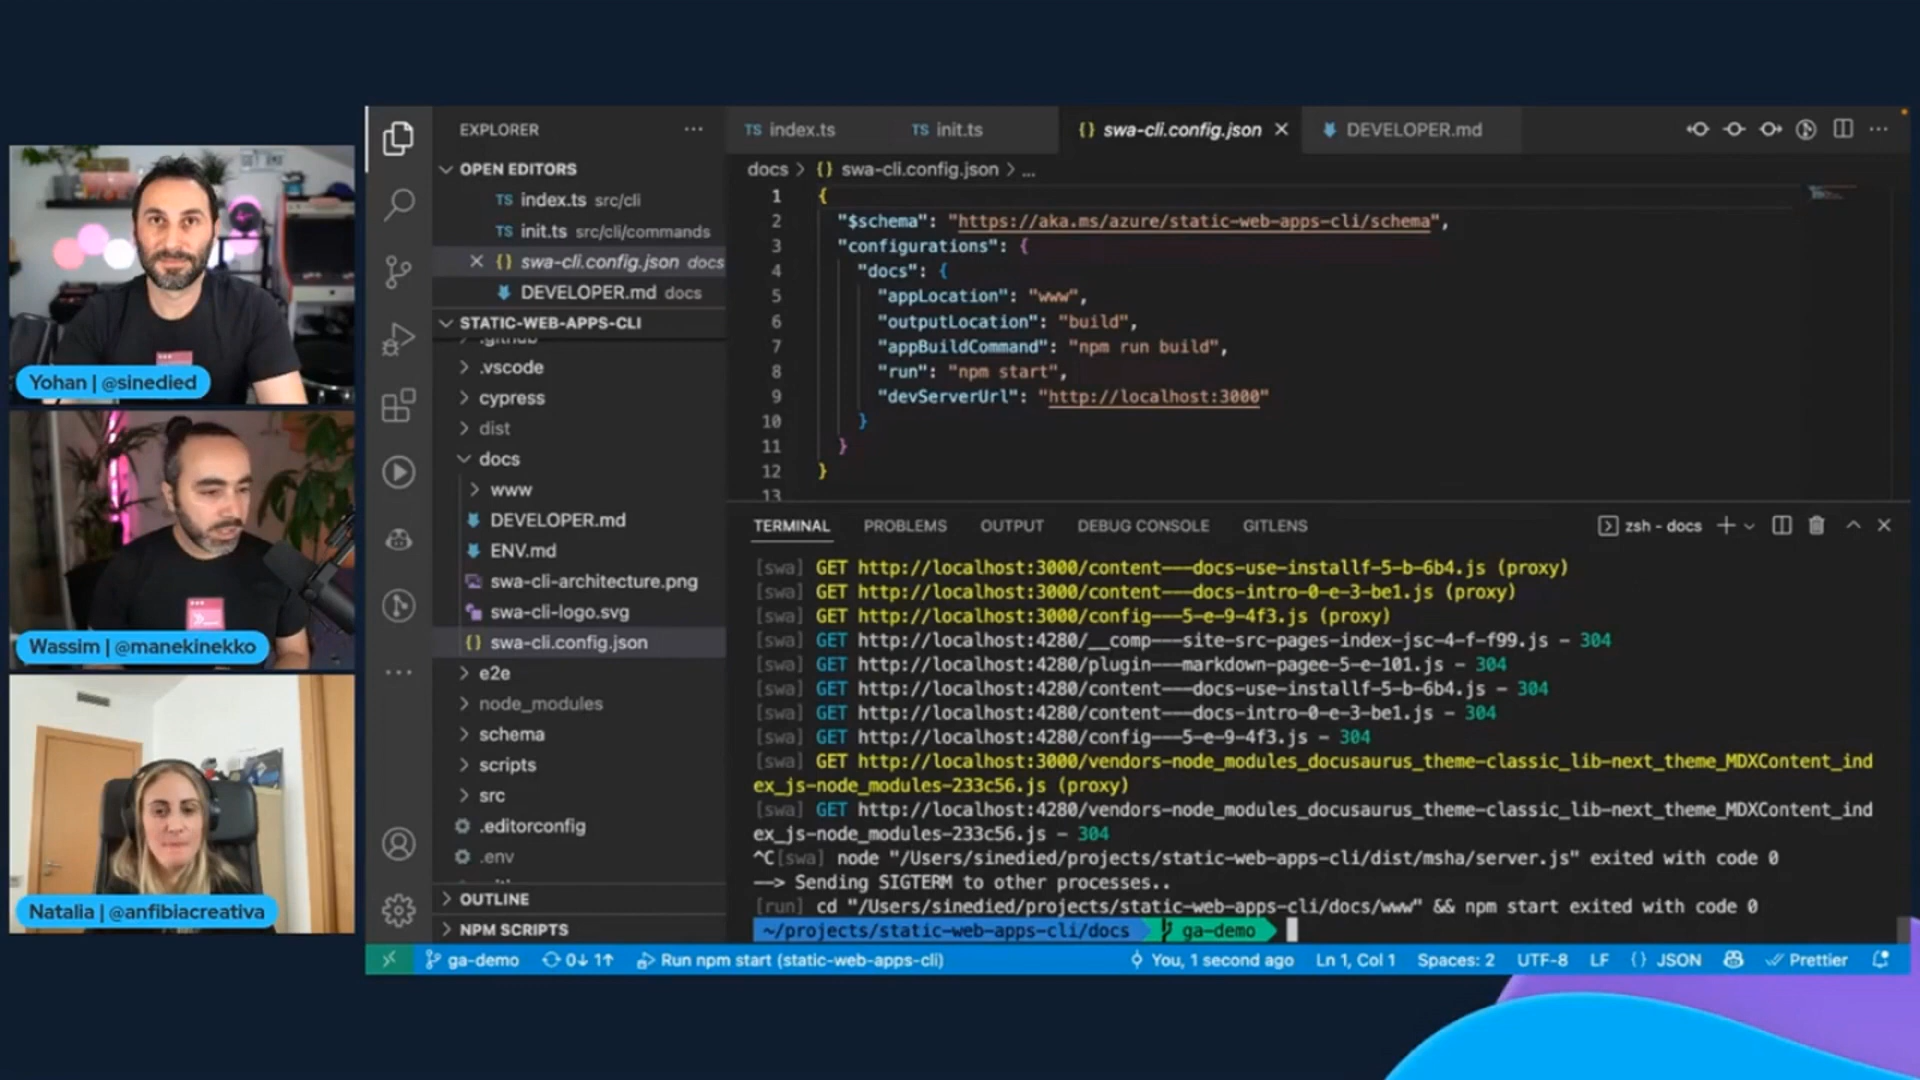 Yohan | @sinedied
Wassim | @manekinekko
Natalia | @anfibiacreativa
EXPLORER
OPEN EDITORS
TS index.ts src/cli
TS init.ts src/cli/commands
{} swa-cli.config.json docs
DEVELOPER.md docs
STATIC-WEB-APPS-CLI
.github
.vscode
cypress
dist
docs
www
DEVELOPER.md
ENV.md
swa-cli-architecture.png
swa-cli-logo.svg
{} swa-cli.config.json
e2e
node_modules
schema
scripts
src
.editorconfig
.env
OUTLINE
NPM SCRIPTS
TS index.ts TS init.ts {} swa-cli.config.json DEVELOPER.md
docs > {} swa-cli.config.json > ...
1 {
2 "$schema": "https://aka.ms/azure/static-web-apps-cli/schema",
3 "configurations": {
4 "docs": {
5 "appLocation": "www",
6 "outputLocation": "build",
7 "appBuildCommand": "npm run build",
8 "run": "npm start",
9 "devServerUrl": "http://localhost:3000"
10 }
11 }
12 }
13
TERMINAL PROBLEMS OUTPUT DEBUG CONSOLE GITLENS zsh - docs
[swa] GET http://localhost:3000/content---docs-use-installf-5-b-6b4.js (proxy)
[swa] GET http://localhost:3000/content---docs-intro-0-e-3-be1.js (proxy)
[swa] GET http://localhost:3000/config---5-e-9-4f3.js (proxy)
[swa] GET http://localhost:4280/__comp---site-src-pages-index-jsc-4-f-f99.js - 304
[swa] GET http://localhost:4280/plugin---markdown-pagee-5-e-101.js - 304
[swa] GET http://localhost:4280/content---docs-use-installf-5-b-6b4.js - 304
[swa] GET http://localhost:4280/content---docs-intro-0-e-3-be1.js - 304
[swa] GET http://localhost:4280/config---5-e-9-4f3.js - 304
[swa] GET http://localhost:3000/vendors-node_modules_docusaurus_theme-classic_lib-next_theme_MDXContent_ind
ex_js-node_modules-233c56.js (proxy)
[swa] GET http://localhost:4280/vendors-node_modules_docusaurus_theme-classic_lib-next_theme_MDXContent_ind
ex_js-node_modules-233c56.js - 304
^C[swa] node "/Users/sinedied/projects/static-web-apps-cli/dist/msha/server.js" exited with code 0
--> Sending SIGTERM to other processes..
[run] cd "/Users/sinedied/projects/static-web-apps-cli/docs/www" && npm start exited with code 0
~/projects/static-web-apps-cli/docs ga-demo
ga-demo 0↓ 1↑ Run npm start (static-web-apps-cli) You, 1 second ago Ln 1, Col 1 Spaces: 2 UTF-8 LF {} JSON Prettier